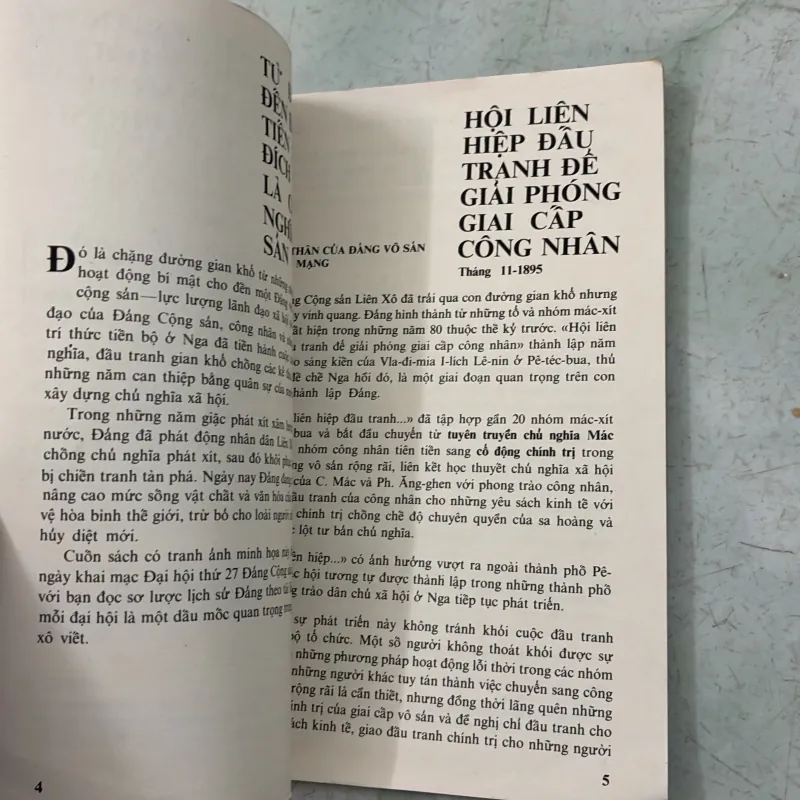 TỪ
ĐẾN
TIẾN
ĐÍCH
LÀ
NGHĨ
SẢN
Đó là chặng đường gian khổ từ những
hoạt động bí mật cho đến một Đảng
cộng sản—lực lượng lãnh đạo xã
đạo của Đảng Cộng sản, công nhân và
trí thức tiến bộ ở Nga đã tiến hành cuộc
nghĩa, đấu tranh gian khổ chống các kẻ
những năm can thiệp bằng quân sự của
xây dựng chủ nghĩa xã hội.
Trong những năm giặc phát xít xâm
nước, Đảng đã phát động nhân dân Liên
chống chủ nghĩa phát xít, sau đó khôi
bị chiến tranh tàn phá. Ngày nay Đảng đang
nâng cao mức sống vật chất và văn hóa
vệ hòa bình thế giới, trừ bỏ cho loài người
hủy diệt mới.
Cuốn sách có tranh ảnh minh họa
ngày khai mạc Đại hội thứ 27 Đảng Cộng
với bạn đọc sơ lược lịch sử Đảng theo
mỗi đại hội là một dấu mốc quan trọng
xô viết.
4
HỘI LIÊN
HIỆP ĐẤU
TRANH ĐỂ
GIẢI PHÓNG
GIAI CẤP
CÔNG NHÂN
Tháng 11-1895
THÂN CỦA ĐẢNG VÔ SẢN
MẠNG
Cộng sản Liên Xô đã trải qua con đường gian khổ nhưng
vinh quang. Đảng hình thành từ những tổ và nhóm mác-xít
hiện trong những năm 80 thuộc thế kỷ trước. «Hội liên
tranh để giải phóng giai cấp công nhân» thành lập năm
sáng kiến của Vla-đi-mia I-lích Lê-nin ở Pê-téc-bua, thủ
chế Nga hồi đó, là một giai đoạn quan trọng trên con
thành lập Đảng.
liên hiệp đấu tranh...» đã tập hợp gần 20 nhóm mác-xít
bua và bắt đầu chuyển từ tuyên truyền chủ nghĩa Mác
nhóm công nhân tiên tiến sang cổ động chính trị trong
vô sản rộng rãi, liên kết học thuyết chủ nghĩa xã hội
của C. Mác và Ph. Ăng-ghen với phong trào công nhân,
đấu tranh của công nhân cho những yêu sách kinh tế với
chính trị chống chế độ chuyên quyền của sa hoàng và
lột tư bản chủ nghĩa.
hiệp...» có ảnh hưởng vượt ra ngoài thành phố Pê-
hội tương tự được thành lập trong những thành phố
trào dân chủ xã hội ở Nga tiếp tục phát triển.
sự phát triển này không tránh khỏi cuộc đấu tranh
bộ tổ chức. Một số người không thoát khỏi được sự
những phương pháp hoạt động lỗi thời trong các nhóm
những người khác tuy tán thành việc chuyển sang công
rộng rãi là cần thiết, nhưng đồng thời lãng quên những
chính trị của giai cấp vô sản và đề nghị chỉ đấu tranh cho
sách kinh tế, giao đấu tranh chính trị cho những người
5